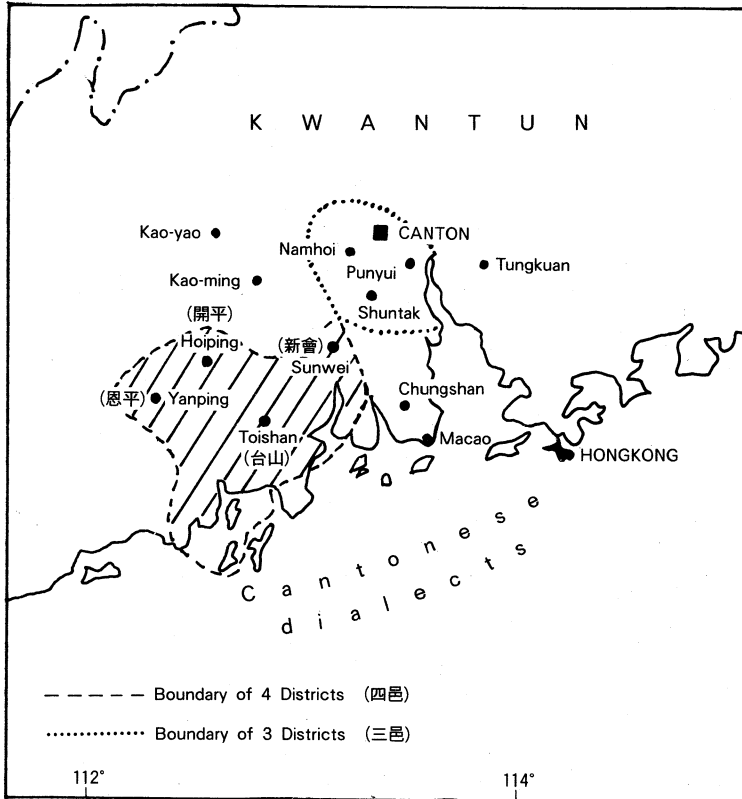 K W A N T U N
Kao-yao
CANTON
Namhoi
Punyui
Tungkuan
Kao-ming
Shuntak
(開平)
Hoiping
(新會)
Sunwei
(恩平) Yanping
Chungshan
Toishan
(台山)
Macao
HONGKONG
Cantonese
dialects
Boundary of 4 Districts (四邑)
Boundary of 3 Districts (三邑)
112° 114°